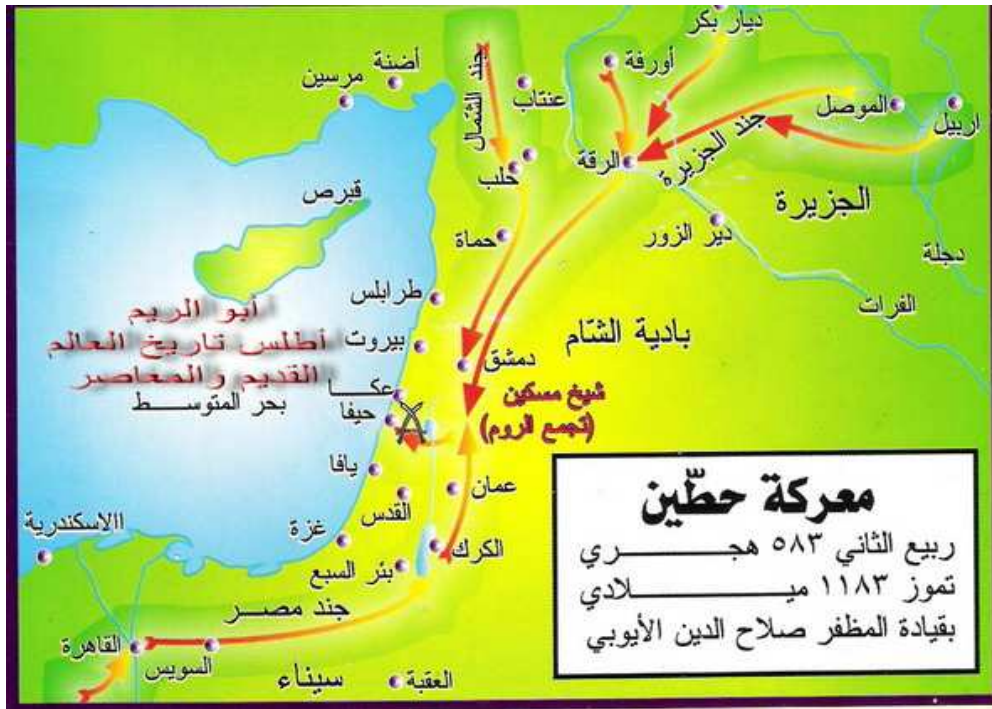 ديار بكر
أورفة
أضنة
مرسين
جند الشمال
عنتاب
الموصل
اربيل
جند الجزيرة
الرقة
حلب
الجزيرة
قبرص
حماة
دير الزور
دجلة
الفرات
طرابلس
أبو الريم
أطلس تاريخ العالم
القديم والمعاصر
بيروت
بادية الشام
دمشق
عكا
بحر المتوسط
حيفا
شيخ مسكين
(تجمع الروم)
يافا
عمان
القدس
غزة
الاسكندرية
الكرك
بئر السبع
جند مصر
القاهرة
السويس
سيناء
العقبة
معركة حطّين
ربيع الثاني ٥٨٣ هجري
تموز ١١٨٣ ميلادي
بقيادة المظفر صلاح الدين الأيوبي